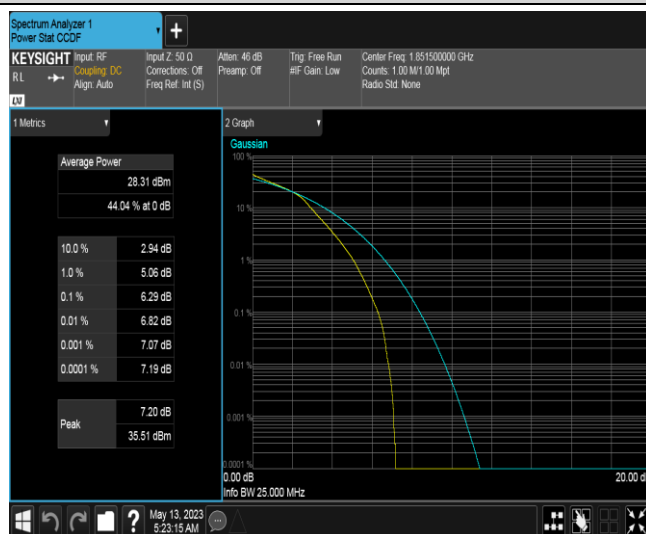 Spectrum Analyzer 1
Power Stat CCDF
+
KEYSIGHT
RL
LXI
Input: RF
Coupling: DC
Align: Auto
Input Z: 50 Ω
Corrections: Off
Freq Ref: Int (S)
Atten: 46 dB
Preamp: Off
Trig: Free Run
#IF Gain: Low
Center Freq: 1.851500000 GHz
Counts: 1.00 M/1.00 Mpt
Radio Std: None
1 Metrics
Average Power
28.31 dBm
44.04 % at 0 dB
10.0 % 2.94 dB
1.0 % 5.06 dB
0.1 % 6.29 dB
0.01 % 6.82 dB
0.001 % 7.07 dB
0.0001 % 7.19 dB
Peak
7.20 dB
35.51 dBm
2 Graph
Gaussian
100 %
10 %
1 %
0.1 %
0.01 %
0.001 %
0.0001 %
0.00 dB
20.00 d
Info BW 25.000 MHz
?
May 13, 2023
5:23:15 AM